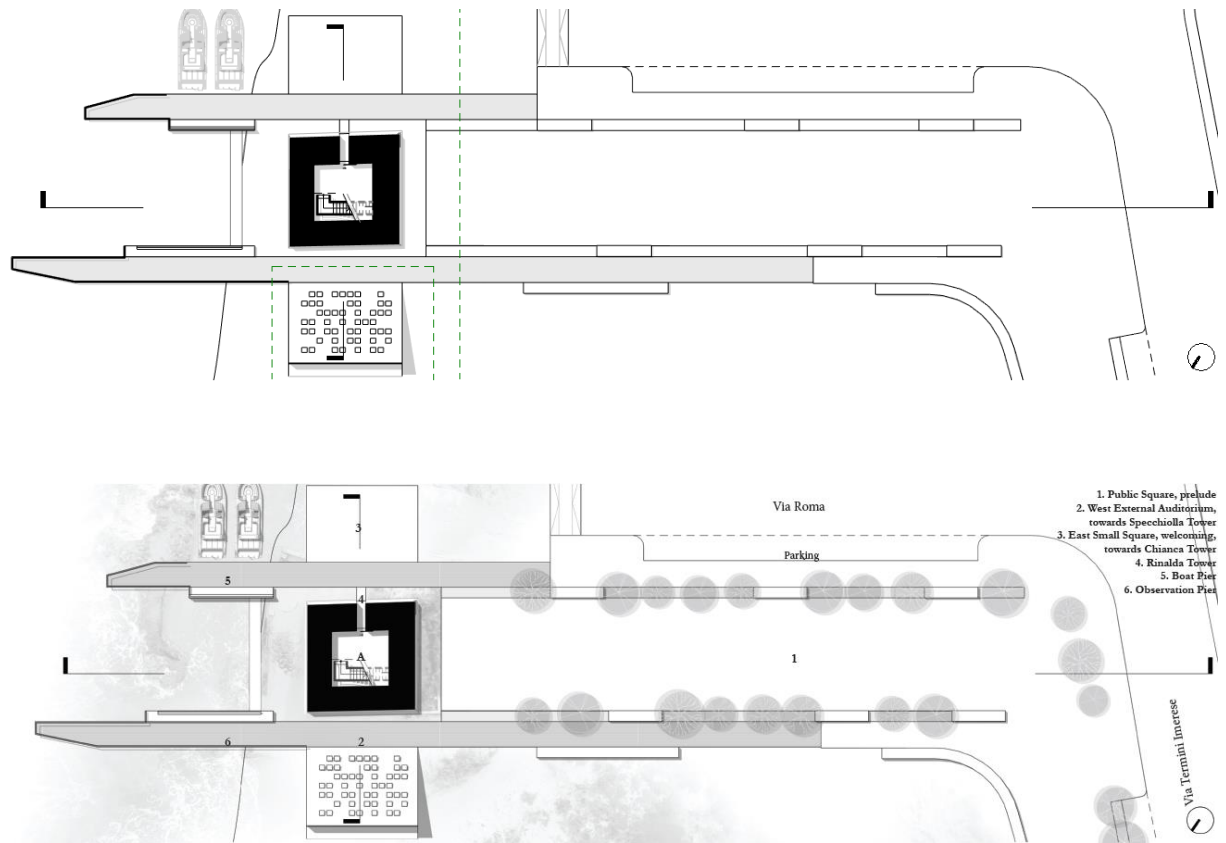 Via Roma
1. Public Square, prelude
2. West External Auditorium,
towards Specchiolla Tower
3. East Small Square, welcoming,
towards Chianca Tower
4. Rinalda Tower
5. Boat Pier
6. Observation Pier
3
Parking
5
4
A
1
6
2
Via Termini Imerese